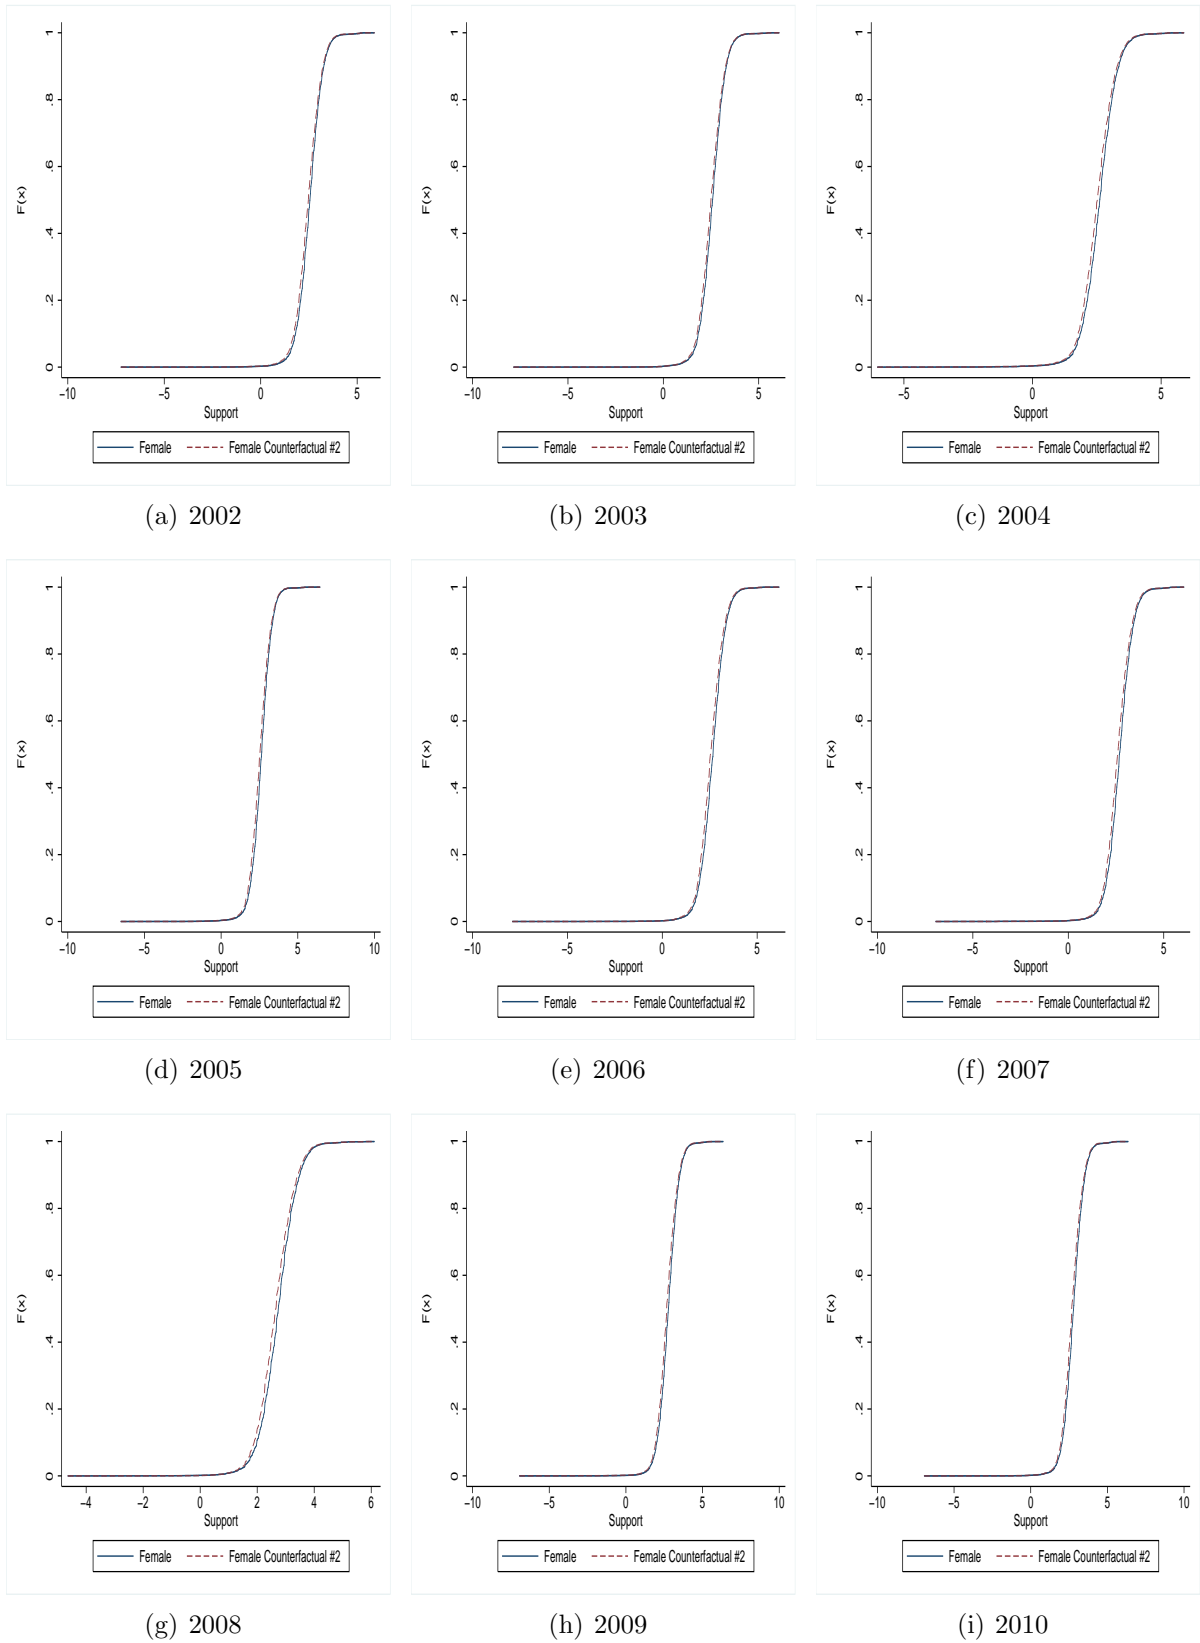 1
.8
.6
F(x)
.4
.2
0
−10 −5 0 5
Support
Female Female Counterfactual #2
(a) 2002
1
.8
.6
F(x)
.4
.2
0
−10 −5 0 5
Support
Female Female Counterfactual #2
(b) 2003
1
.8
.6
F(x)
.4
.2
0
−5 0 5
Support
Female Female Counterfactual #2
(c) 2004
1
.8
.6
F(x)
.4
.2
0
−10 −5 0 5 10
Support
Female Female Counterfactual #2
(d) 2005
1
.8
.6
F(x)
.4
.2
0
−10 −5 0 5
Support
Female Female Counterfactual #2
(e) 2006
1
.8
.6
F(x)
.4
.2
0
−10 −5 0 5
Support
Female Female Counterfactual #2
(f) 2007
1
.8
.6
F(x)
.4
.2
0
−4 −2 0 2 4 6
Support
Female Female Counterfactual #2
(g) 2008
1
.8
.6
F(x)
.4
.2
0
−10 −5 0 5 10
Support
Female Female Counterfactual #2
(h) 2009
1
.8
.6
F(x)
.4
.2
0
−10 −5 0 5 10
Support
Female Female Counterfactual #2
(i) 2010